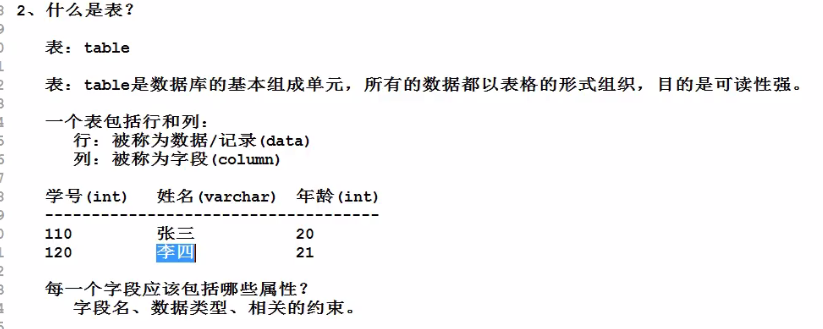 2、什么是表?
表: table
表: table是数据库的基本组成单元，所有的数据都以表格的形式组织，目的是可读性强。
一个表包括行和列:
行: 被称为数据/记录(data)
列: 被称为字段(column)
学号(int) 姓名(varchar) 年龄(int)
------------------------------------
110 张三 20
120 李四 21
每一个字段应该包括哪些属性?
字段名、数据类型、相关的约束。